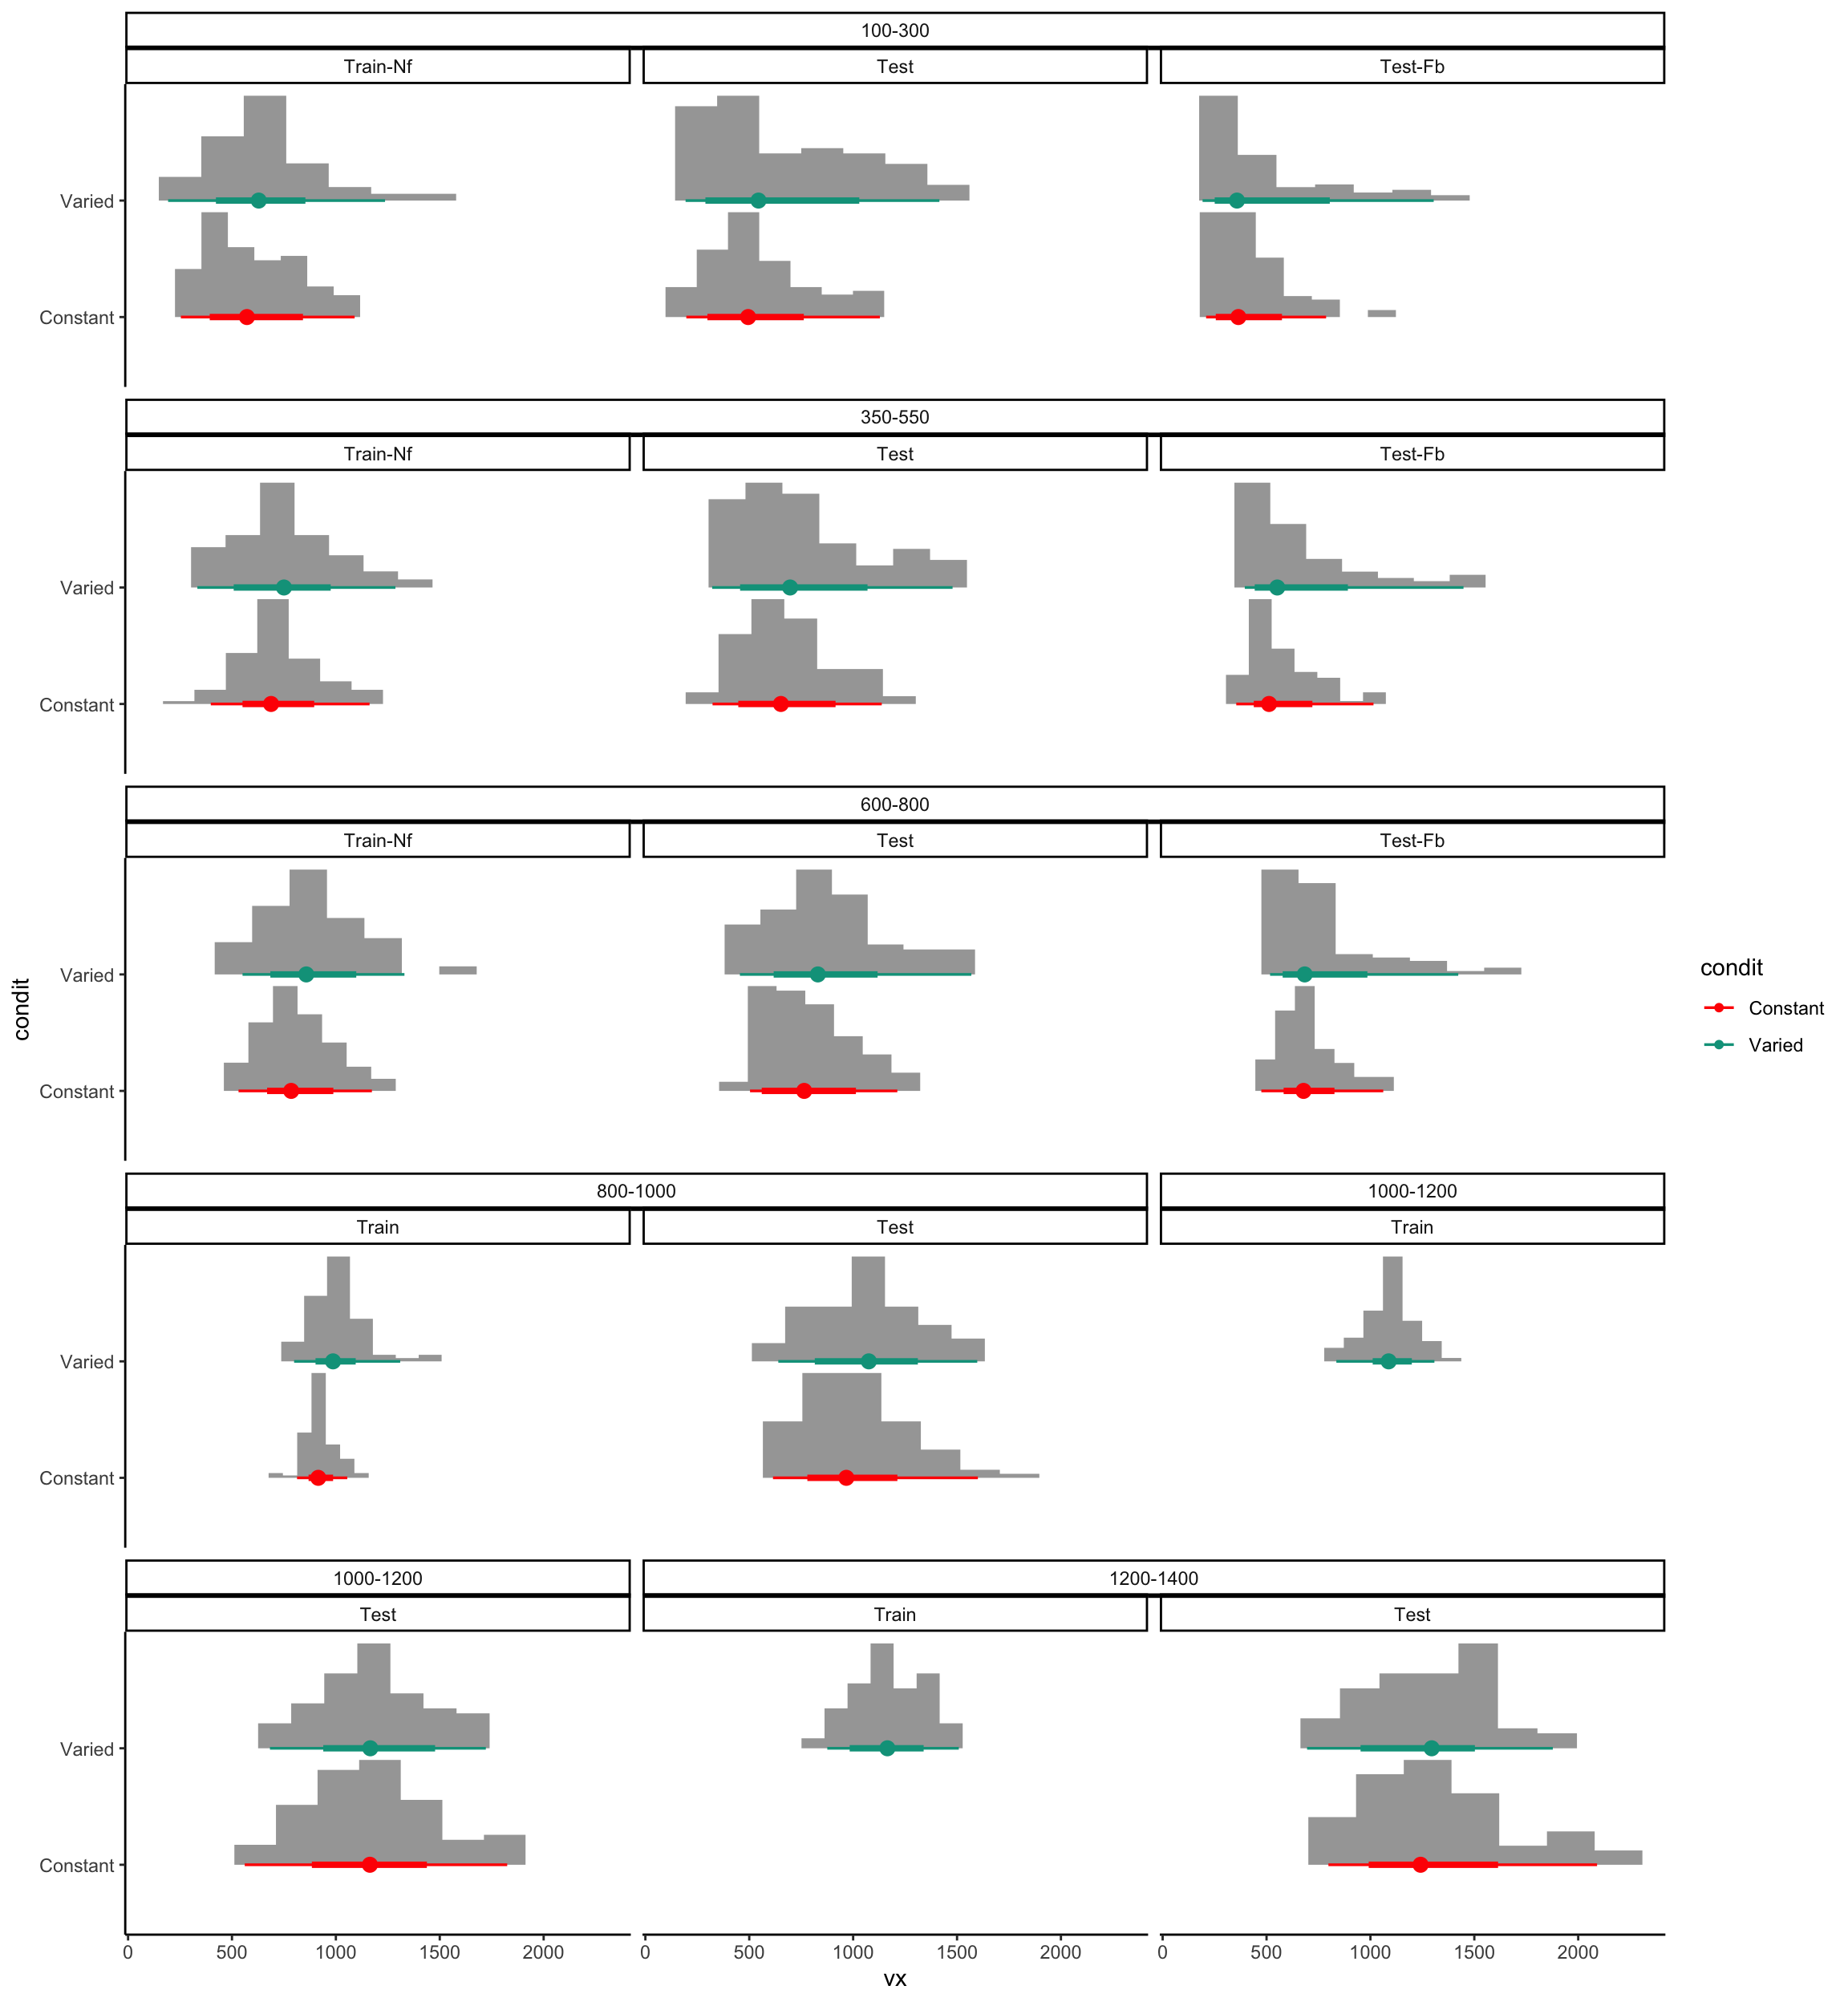 100-300
Train-Nf Test Test-Fb
Varied
Constant
350-550
Train-Nf Test Test-Fb
Varied
Constant
600-800
Train-Nf Test Test-Fb
Varied
Constant
condit
condit
Constant
Varied
800-1000 1000-1200
Train Test Train
Varied
Constant
1000-1200 1200-1400
Test Train Test
Varied
Constant
0 500 1000 1500 2000 0 500 1000 1500 2000 0 500 1000 1500 2000
vx